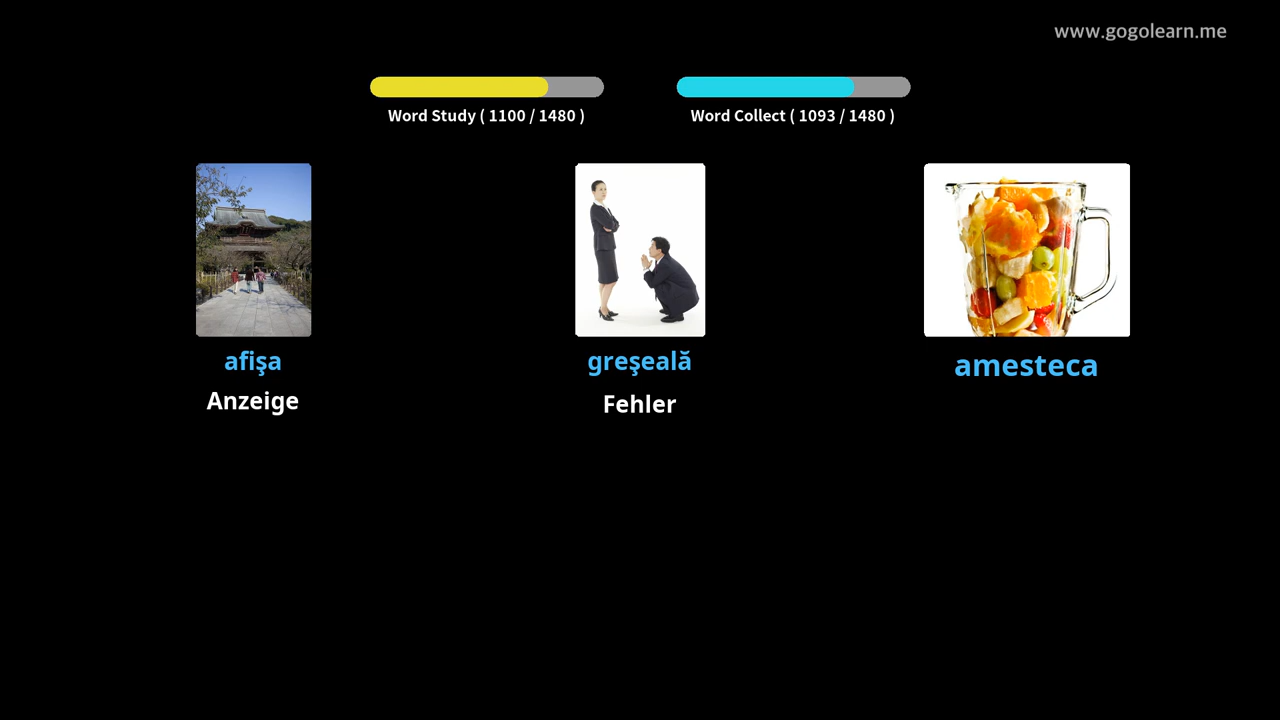 www.gogolearn.me
Word Study ( 1100 / 1480 )
Word Collect ( 1093 / 1480 )
afişa
greşeală
amesteca
Anzeige
Fehler